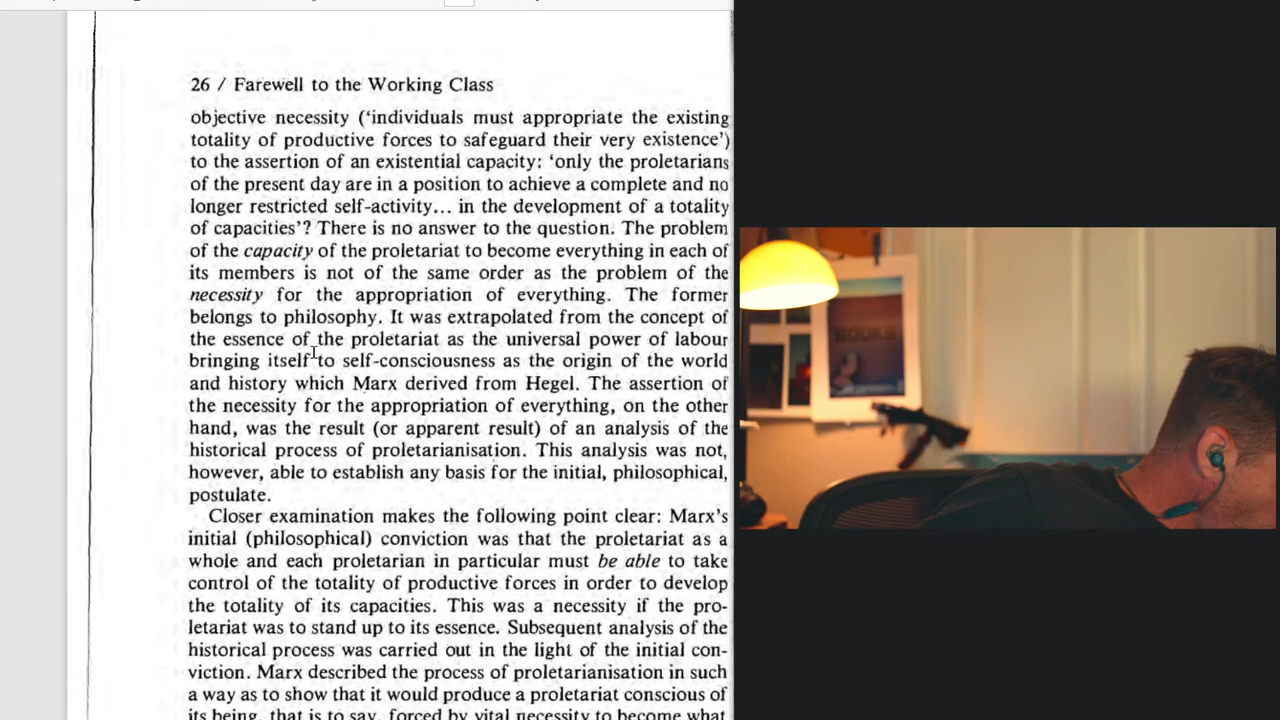 26 / Farewell to the Working Class
objective necessity (‘individuals must appropriate the existing
totality of productive forces to safeguard their very existence’)
to the assertion of an existential capacity: ‘only the proletarians
of the present day are in a position to achieve a complete and no
longer restricted self-activity... in the development of a totality
of capacities’? There is no answer to the question. The problem
of the capacity of the proletariat to become everything in each of
its members is not of the same order as the problem of the
necessity for the appropriation of everything. The former
belongs to philosophy. It was extrapolated from the concept of
the essence of the proletariat as the universal power of labour
bringing itself to self-consciousness as the origin of the world
and history which Marx derived from Hegel. The assertion of
the necessity for the appropriation of everything, on the other
hand, was the result (or apparent result) of an analysis of the
historical process of proletarianisation. This analysis was not,
however, able to establish any basis for the initial, philosophical,
postulate.
Closer examination makes the following point clear: Marx’s
initial (philosophical) conviction was that the proletariat as a
whole and each proletarian in particular must be able to take
control of the totality of productive forces in order to develop
the totality of its capacities. This was a necessity if the pro-
letariat was to stand up to its essence. Subsequent analysis of the
historical process was carried out in the light of the initial con-
viction. Marx described the process of proletarianisation in such
a way as to show that it would produce a proletariat conscious of
its being, that is to say, forced by vital necessity to become what
BOOKS